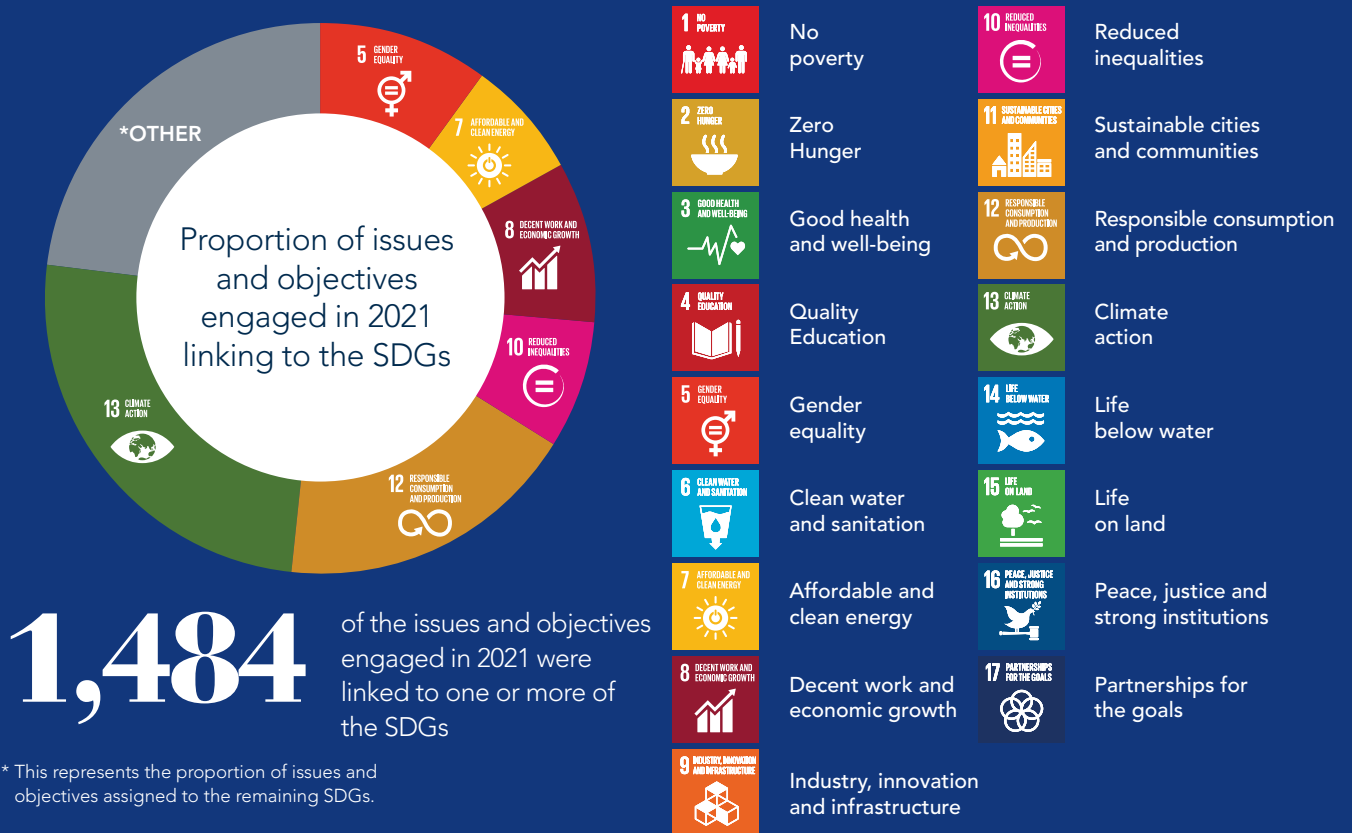 5 GENDER
EQUALITY
7 AFFORDABLE AND
CLEAN ENERGY
8 DECENT WORK AND
ECONOMIC GROWTH
10 REDUCED
INEQUALITIES
12 RESPONSIBLE
CONSUMPTION
AND PRODUCTION
13 CLIMATE
ACTION
*OTHER
Proportion of issues
and objectives
engaged in 2021
linking to the SDGs
1,484
of the issues and objectives
engaged in 2021 were
linked to one or more of
the SDGs
* This represents the proportion of issues and
objectives assigned to the remaining SDGs.
1 NO
POVERTY
No
poverty
2 ZERO
HUNGER
Zero
Hunger
3 GOOD HEALTH
AND WELL-BEING
Good health
and well-being
4 QUALITY
EDUCATION
Quality
Education
5 GENDER
EQUALITY
Gender
equality
6 CLEAN WATER
AND SANITATION
Clean water
and sanitation
7 AFFORDABLE AND
CLEAN ENERGY
Affordable and
clean energy
8 DECENT WORK AND
ECONOMIC GROWTH
Decent work and
economic growth
9 INDUSTRY, INNOVATION
AND INFRASTRUCTURE
Industry, innovation
and infrastructure
10 REDUCED
INEQUALITIES
Reduced
inequalities
11 SUSTAINABLE CITIES
AND COMMUNITIES
Sustainable cities
and communities
12 RESPONSIBLE
CONSUMPTION
AND PRODUCTION
Responsible consumption
and production
13 CLIMATE
ACTION
Climate
action
14 LIFE
BELOW WATER
Life
below water
15 LIFE
ON LAND
Life
on land
16 PEACE, JUSTICE
AND STRONG
INSTITUTIONS
Peace, justice and
strong institutions
17 PARTNERSHIPS
FOR THE GOALS
Partnerships for
the goals